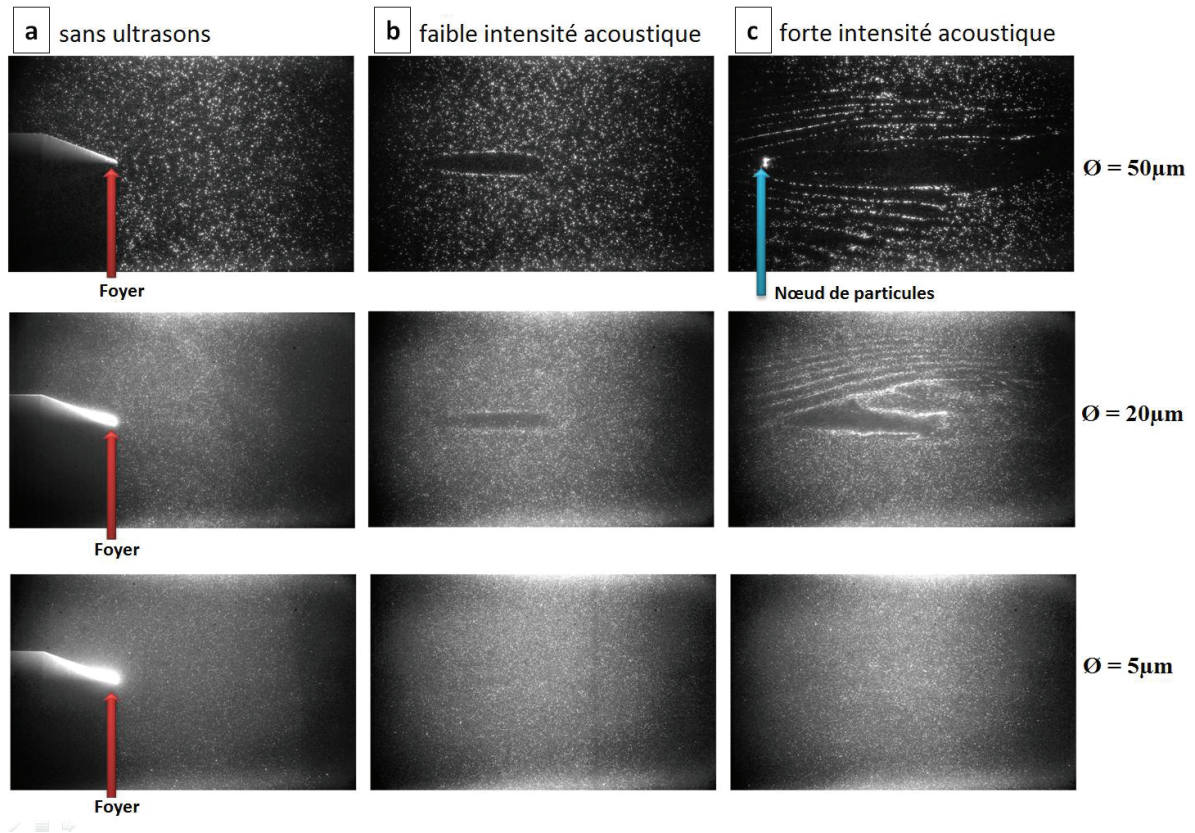 a sans ultrasons
b faible intensité acoustique
c forte intensité acoustique
Ø = 50µm
Foyer
Nœud de particules
Ø = 20µm
Foyer
Ø = 5µm
Foyer